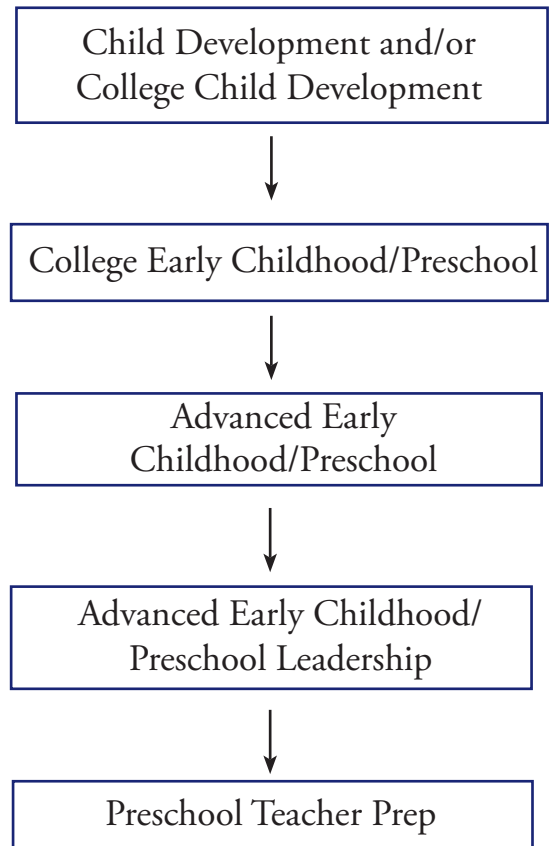 Child Development and/or
College Child Development
College Early Childhood/Preschool
Advanced Early
Childhood/Preschool
Advanced Early Childhood/
Preschool Leadership
Preschool Teacher Prep